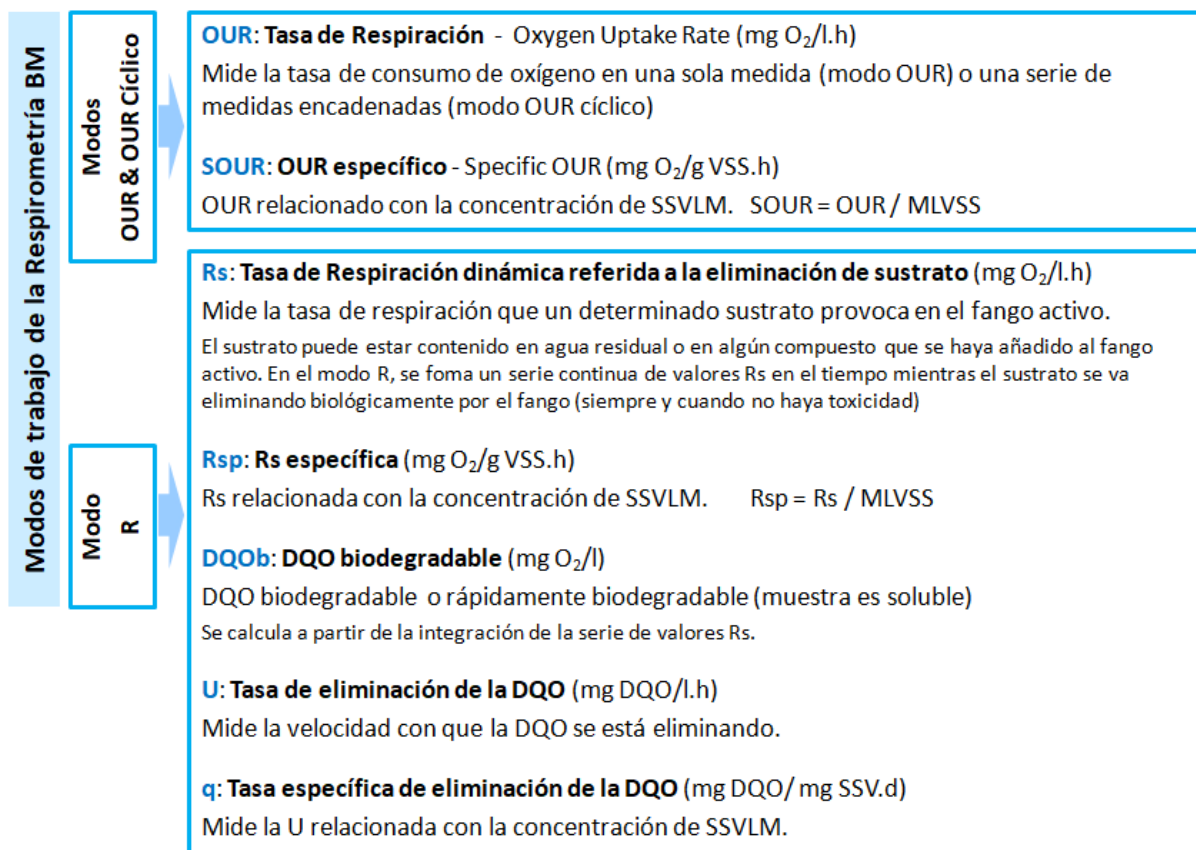 Modos de trabajo de la Respirometría BM
Modos
OUR & OUR Cíclico
OUR: Tasa de Respiración - Oxygen Uptake Rate (mg O₂/l.h)
Mide la tasa de consumo de oxígeno en una sola medida (modo OUR) o una serie de
medidas encadenadas (modo OUR cíclico)
SOUR: OUR específico - Specific OUR (mg O₂/g VSS.h)
OUR relacionado con la concentración de SSVLM. SOUR = OUR / MLVSS
Modo
R
Rs: Tasa de Respiración dinámica referida a la eliminación de sustrato (mg O₂/l.h)
Mide la tasa de respiración que un determinado sustrato provoca en el fango activo.
El sustrato puede estar contenido en agua residual o en algún compuesto que se haya añadido al fango
activo. En el modo R, se foma un serie continua de valores Rs en el tiempo mientras el sustrato se va
eliminando biológicamente por el fango (siempre y cuando no haya toxicidad)
Rsp: Rs específica (mg O₂/g VSS.h)
Rs relacionada con la concentración de SSVLM. Rsp = Rs / MLVSS
DQOb: DQO biodegradable (mg O₂/l)
DQO biodegradable o rápidamente biodegradable (muestra es soluble)
Se calcula a partir de la integración de la serie de valores Rs.
U: Tasa de eliminación de la DQO (mg DQO/l.h)
Mide la velocidad con que la DQO se está eliminando.
q: Tasa específica de eliminación de la DQO (mg DQO/ mg SSV.d)
Mide la U relacionada con la concentración de SSVLM.